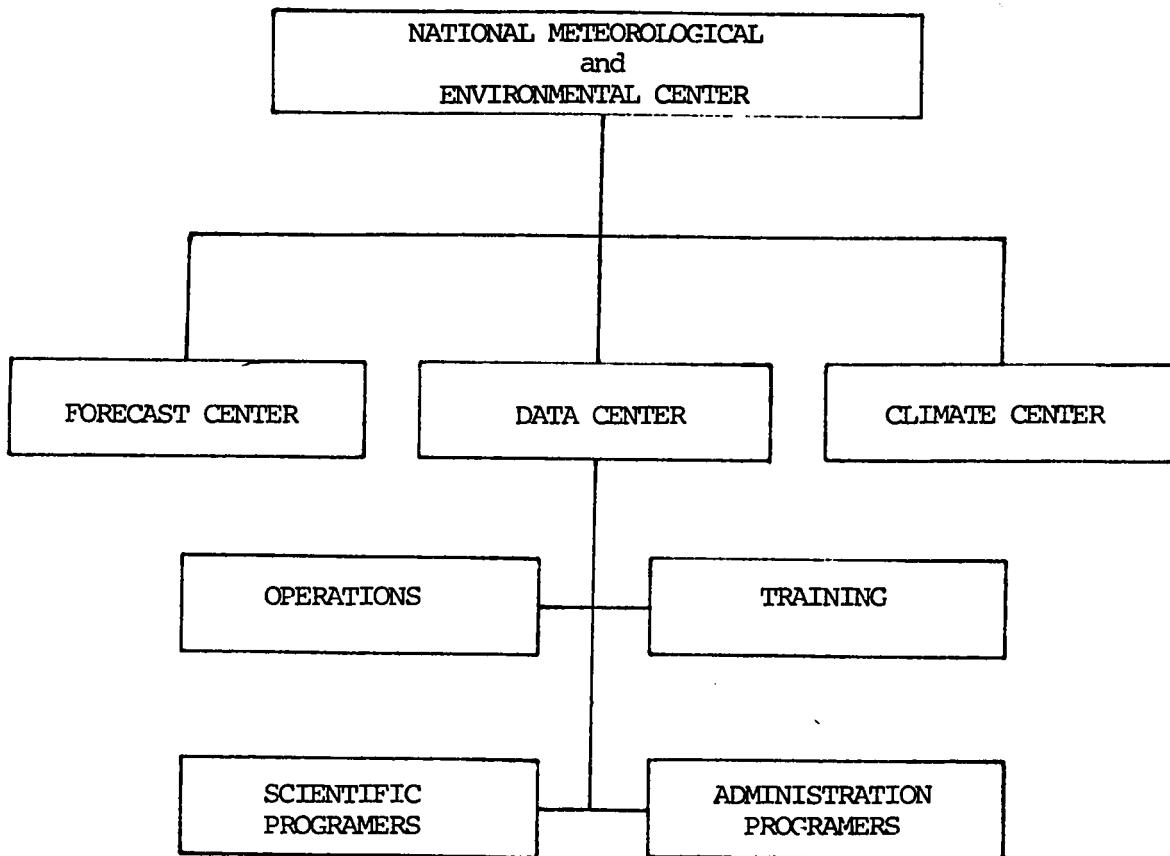 NATIONAL METEOROLOGICAL
and
ENVIRONMENTAL CENTER
FORECAST CENTER
DATA CENTER
CLIMATE CENTER
OPERATIONS
TRAINING
SCIENTIFIC
PROGRAMERS
ADMINISTRATION
PROGRAMERS